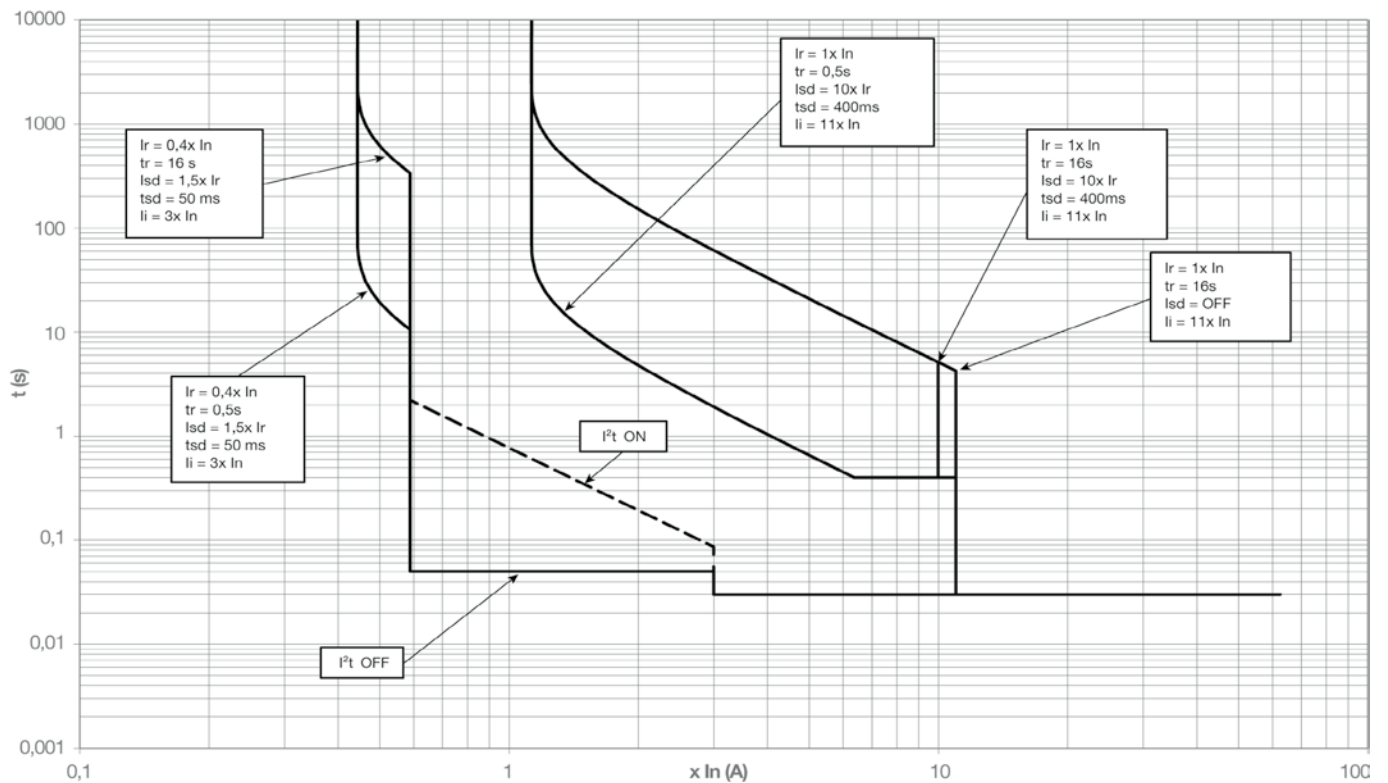 10000
1000
100
10
1
0,1
0,01
0,001
t (s)
0,1
1
10
100
x In (A)
Ir = 0,4x In
tr = 16 s
Isd = 1,5x Ir
tsd = 50 ms
Ii = 3x In
Ir = 0,4x In
tr = 0,5s
Isd = 1,5x Ir
tsd = 50 ms
Ii = 3x In
Ir = 1x In
tr = 0,5s
Isd = 10x Ir
tsd = 400ms
Ii = 11x In
Ir = 1x In
tr = 16s
Isd = 10x Ir
tsd = 400ms
Ii = 11x In
Ir = 1x In
tr = 16s
Isd = OFF
Ii = 11x In
I²t ON
I²t OFF